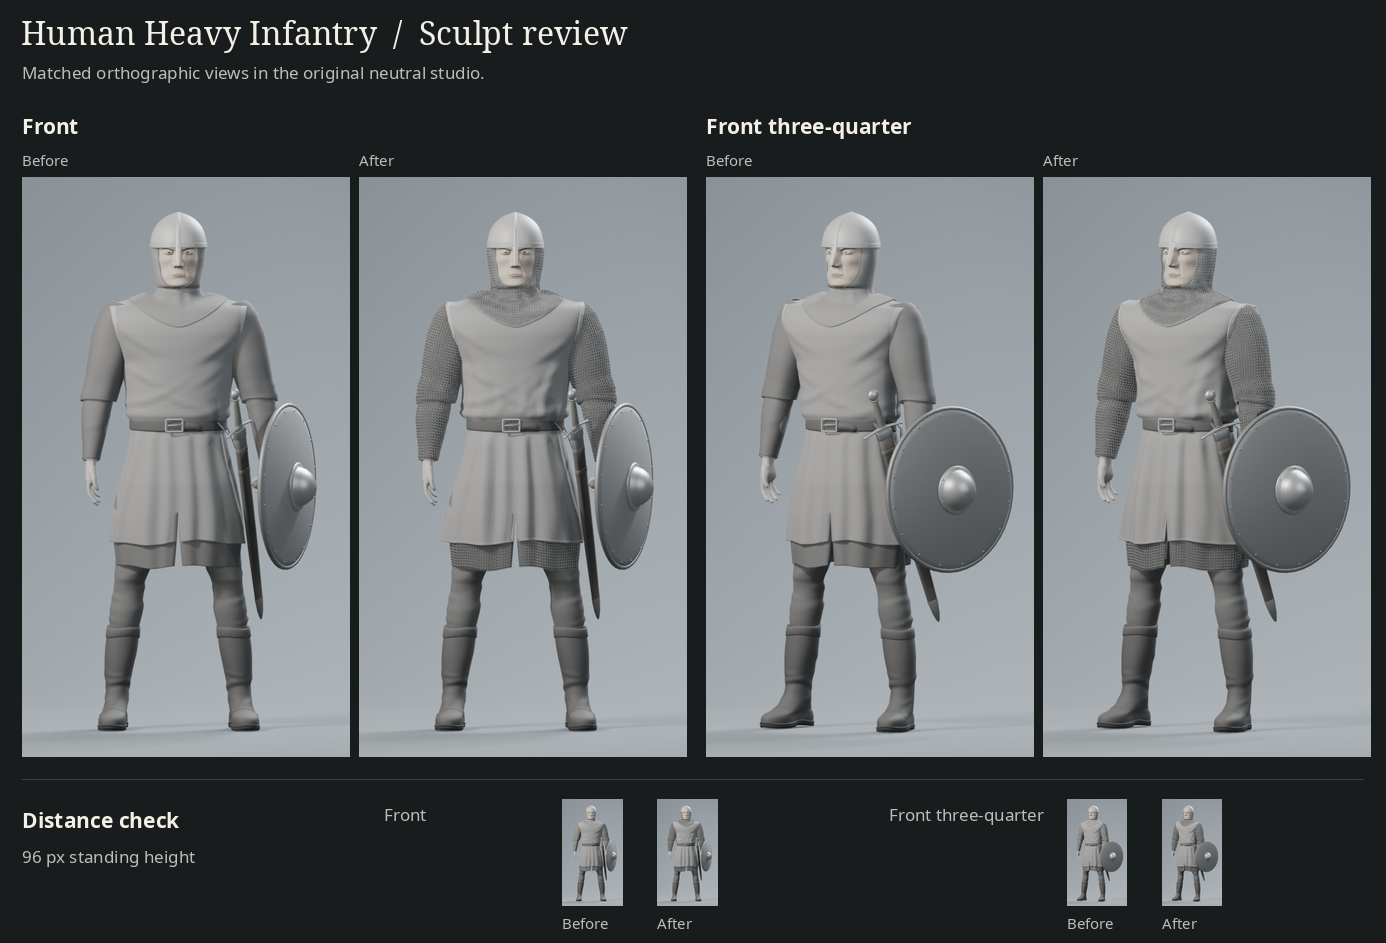 Human Heavy Infantry / Sculpt review
Matched orthographic views in the original neutral studio.
Front
Front three-quarter
Before
After
Before
After
Distance check
96 px standing height
Front
Before
After
Front three-quarter
Before
After